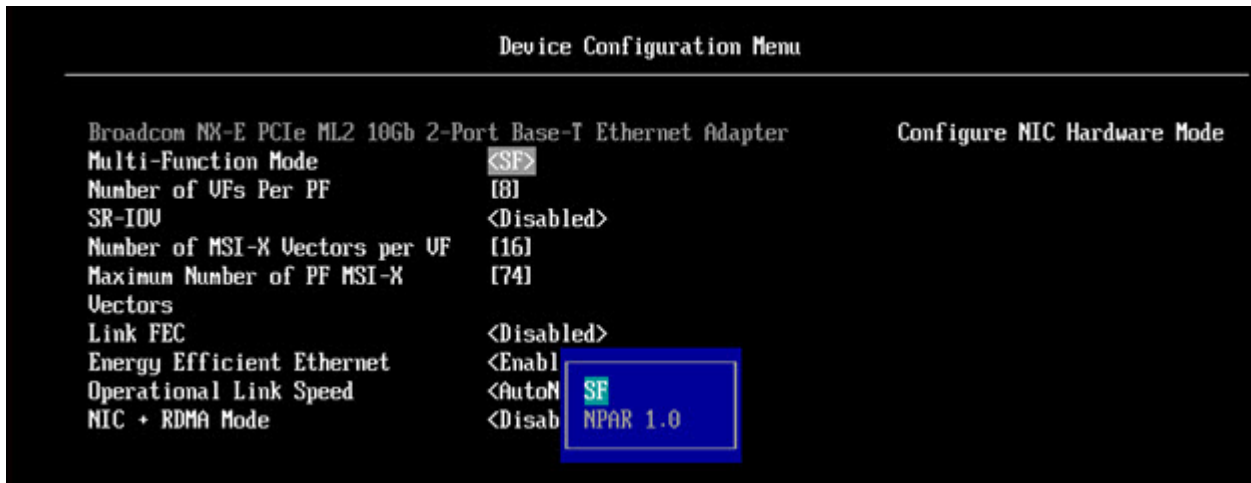 Device Configuration Menu
Broadcom NX-E PCIe ML2 10Gb 2-Port Base-T Ethernet Adapter Configure NIC Hardware Mode
Multi-Function Mode <SF>
Number of VFs Per PF [8]
SR-IOV <Disabled>
Number of MSI-X Vectors per VF [16]
Maximum Number of PF MSI-X [74]
Vectors
Link FEC <Disabled>
Energy Efficient Ethernet <Enabl
Operational Link Speed <AutoN SF
NIC + RDMA Mode <Disab NPAR 1.0